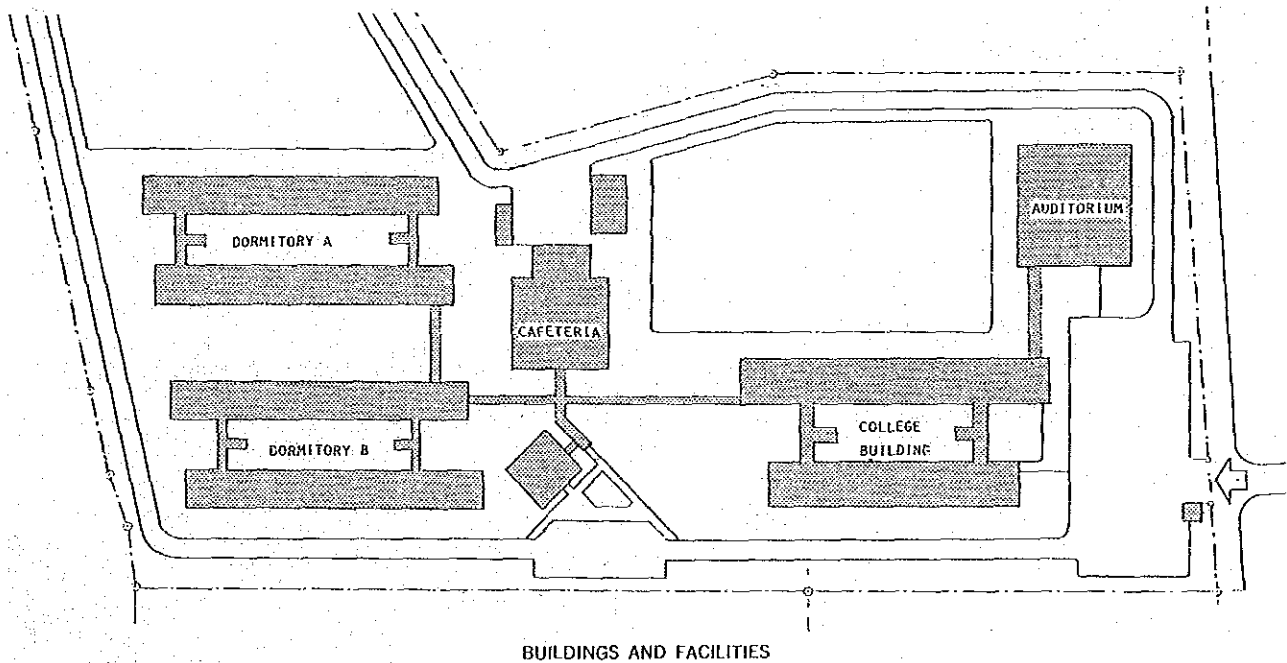 AUDITORIUM
DORMITORY A
CAFETERIA
COLLEGE
BUILDING
DORMITORY B
BUILDINGS AND FACILITIES